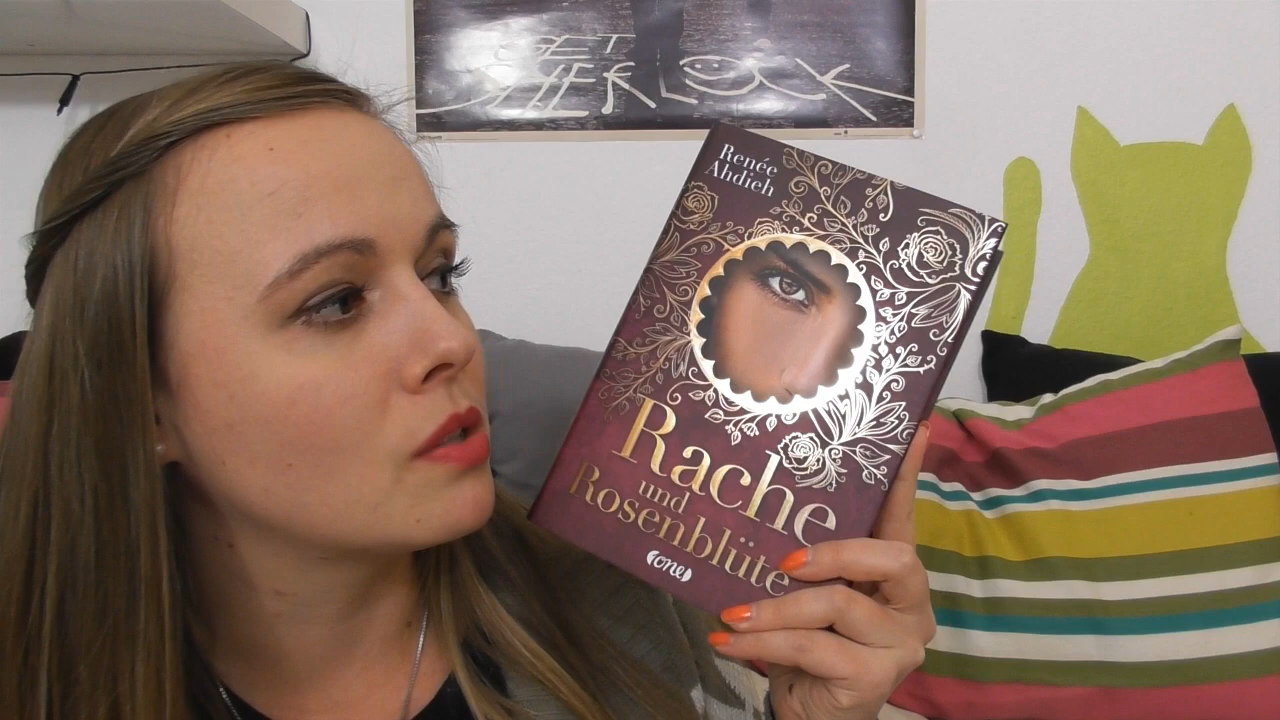 GET
SHERLOCK
Renée
Ahdieh
Rache
und
Rosenblüte
one